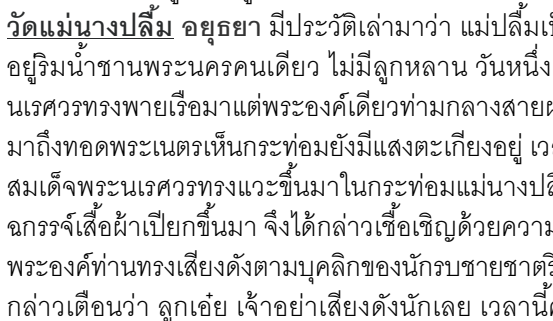 วัดแม่นางปลื้ม อยุธยา มีประวัติเล่ามาว่า แม่ปลื้ม
อยู่ริมน้ำชานพระนครคนเดียว ไม่มีลูกหลาน วันหนึ่ง
นเรศวรทรงพายเรือมาแต่พระองค์เดียวท่ามกลางสาย
มาถึงทอดพระเนตรเห็นกระท่อมยังมีแสงตะเกียงอยู่
สมเด็จพระนเรศวรทรงแวะขึ้นมาในกระท่อมแม่นาง
ฉกรรจ์เสื้อผ้าเปียกขึ้นมา จึงได้กล่าวเชื้อเชิญด้วย
พระองค์ท่านทรงเสียงดังตามบุคลิกของนักรบชาย
กล่าวเตือนว่า ลูกเอ๋ย เจ้าอย่าเสียงดังนักเลย เวลานี้